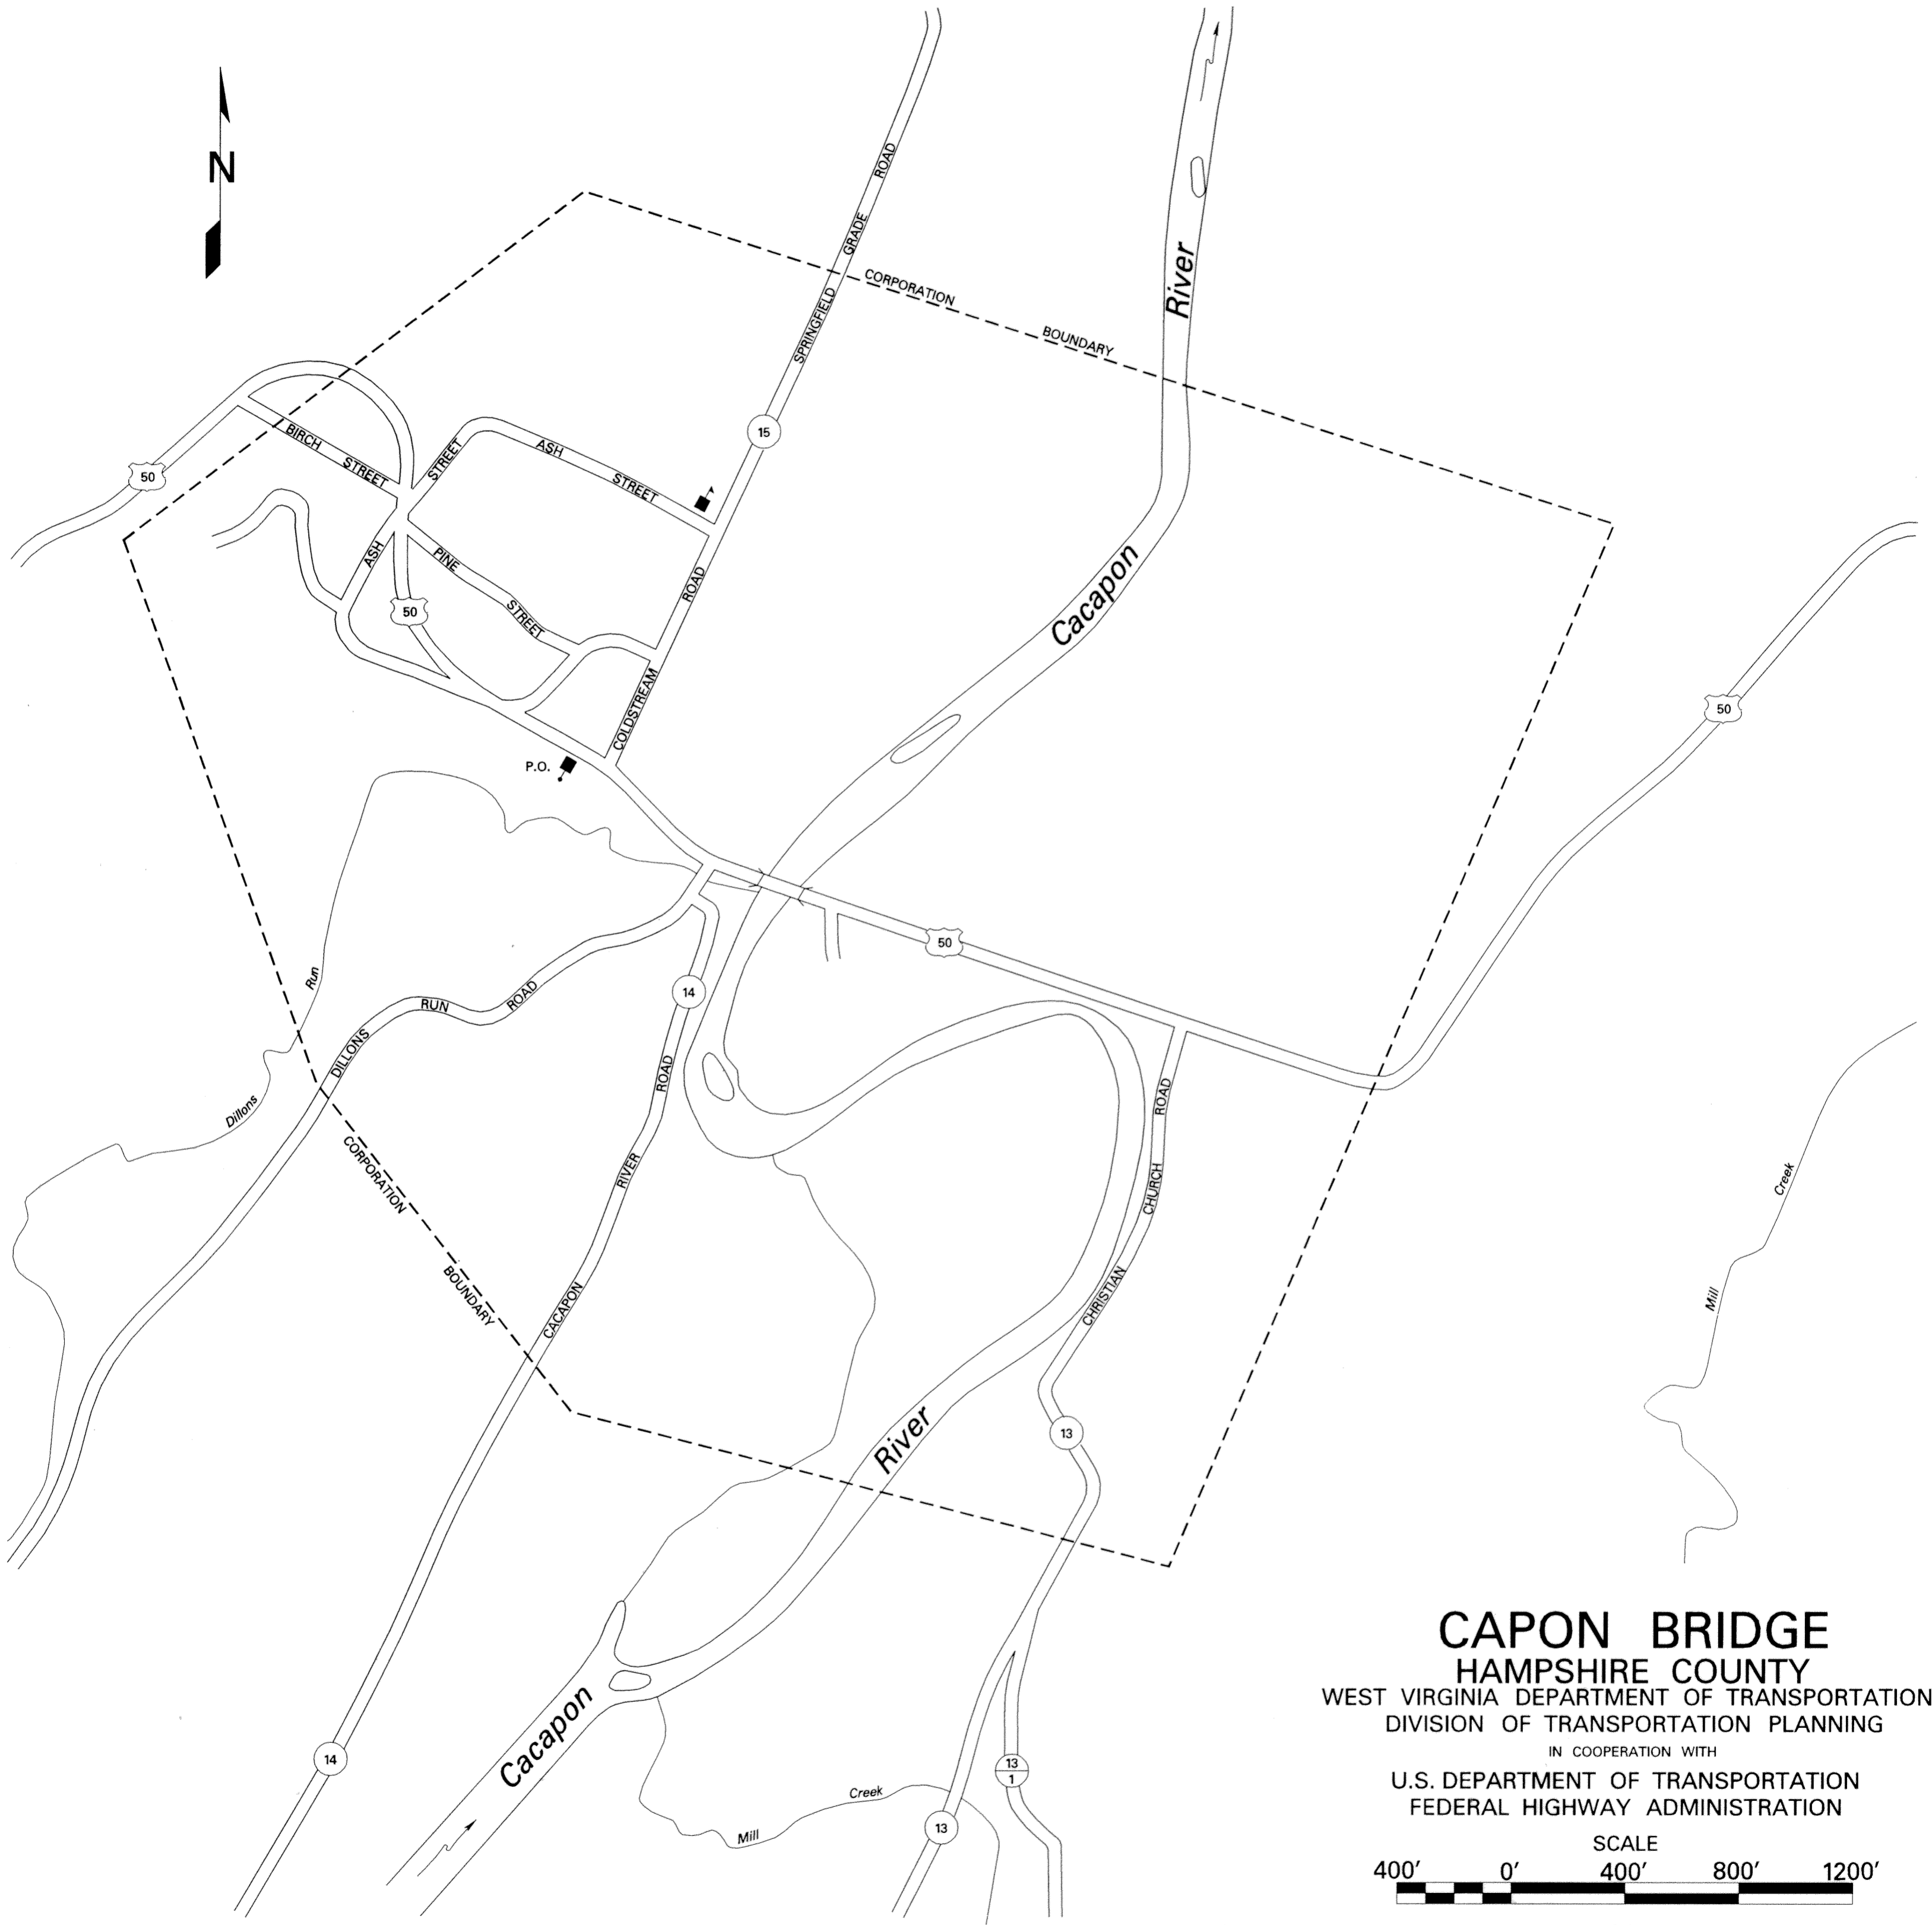 N
SPRINGFIELD GRADE ROAD
CORPORATION BOUNDARY
River
15
BIRCH STREET
ASH STREET
STREET
50
ASH
PINE STREET
50
COLDSTREAM ROAD
Cacapon
50
P.O.
50
Run
Dillons
DILLONS RUN ROAD
14
CACAPON RIVER ROAD
CHRISTIAN CHURCH ROAD
CORPORATION BOUNDARY
Creek
Mill
River
13
Cacapon
14
13
1
13
Creek
Mill
CAPON BRIDGE
HAMPSHIRE COUNTY
WEST VIRGINIA DEPARTMENT OF TRANSPORTATION
DIVISION OF TRANSPORTATION PLANNING
IN COOPERATION WITH
U.S. DEPARTMENT OF TRANSPORTATION
FEDERAL HIGHWAY ADMINISTRATION
SCALE
400' 0' 400' 800' 1200'